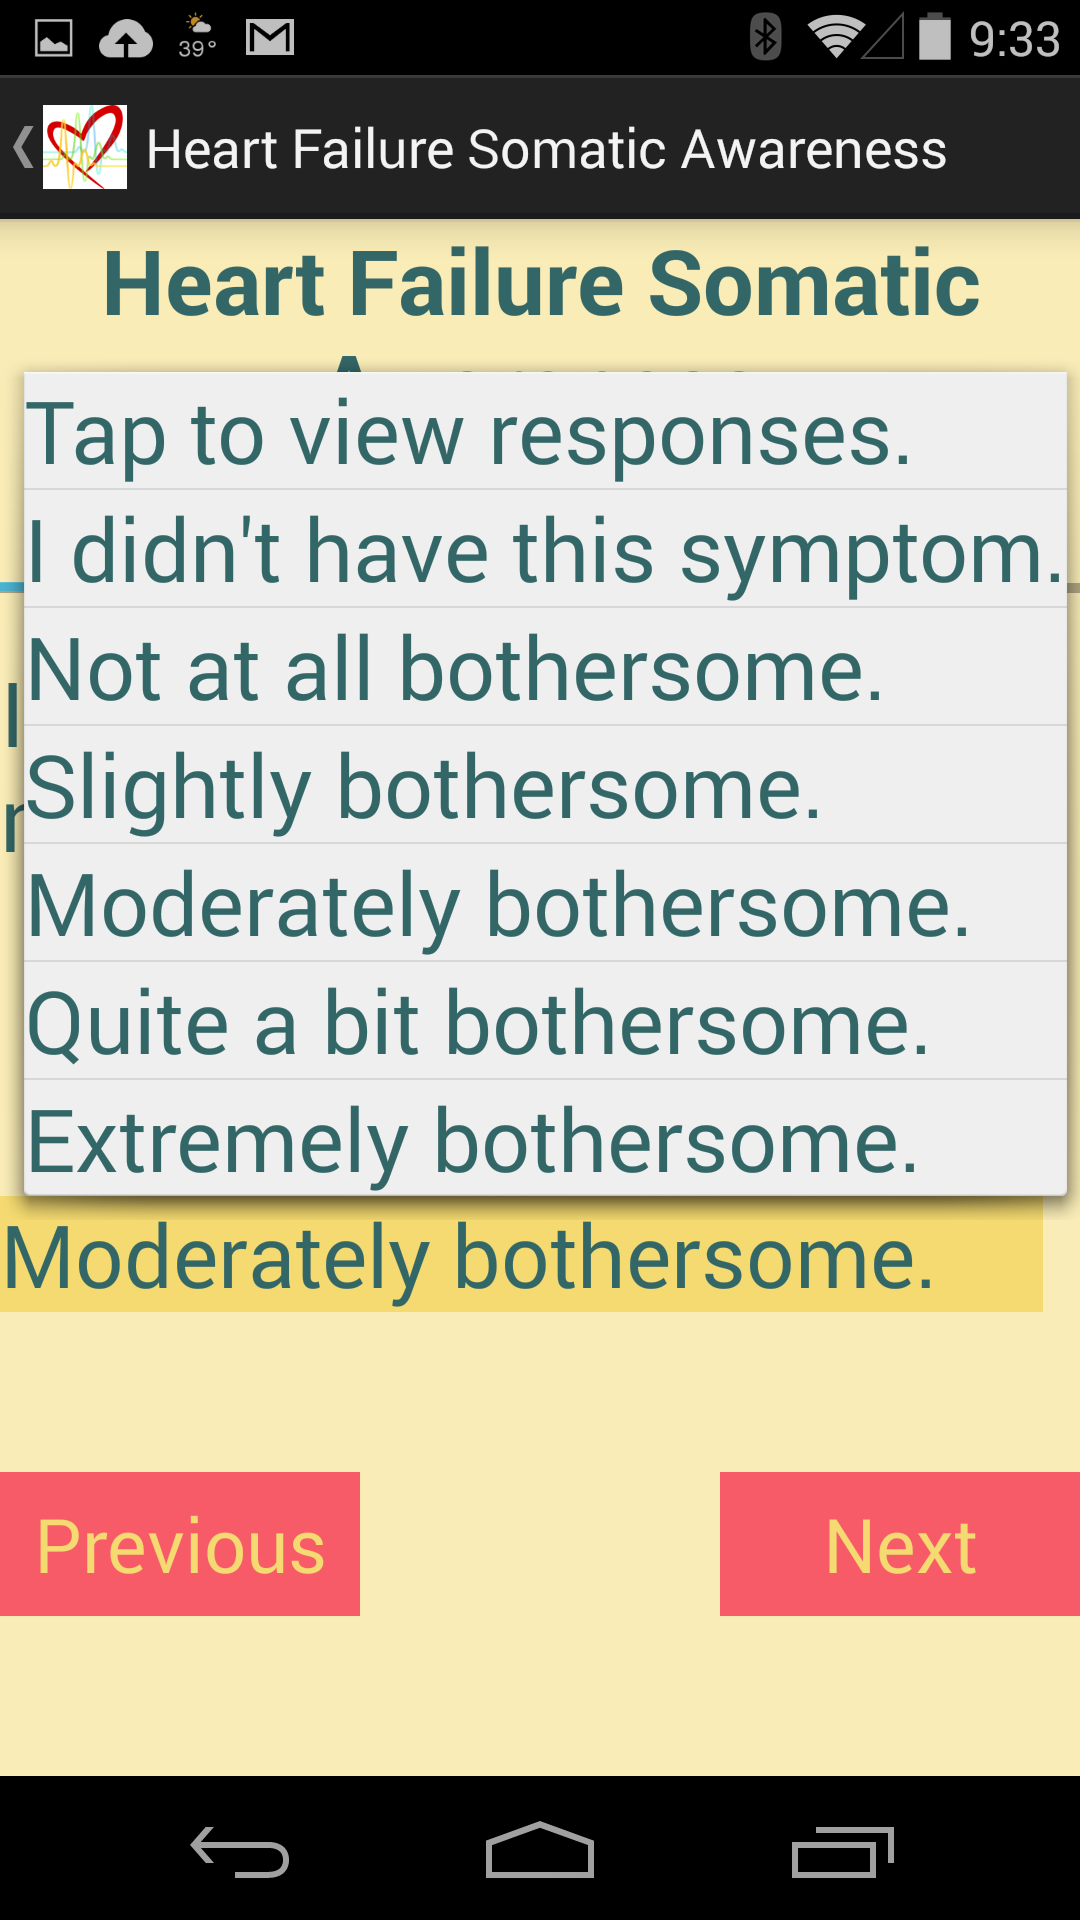 39°
9:33
Heart Failure Somatic Awareness
Heart Failure Somatic
Tap to view responses.
I didn't have this symptom.
Not at all bothersome.
Slightly bothersome.
Moderately bothersome.
Quite a bit bothersome.
Extremely bothersome.
Moderately bothersome.
Previous
Next